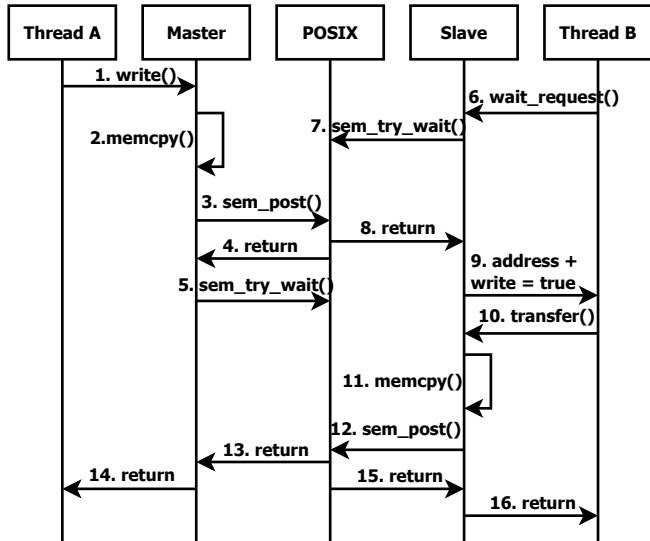 Thread A
Master
POSIX
Slave
Thread B
1. write()
6. wait_request()
7. sem_try_wait()
2.memcpy()
3. sem_post()
8. return
4. return
9. address +
write = true
5. sem_try_wait()
10. transfer()
11. memcpy()
12. sem_post()
13. return
14. return
15. return
16. return